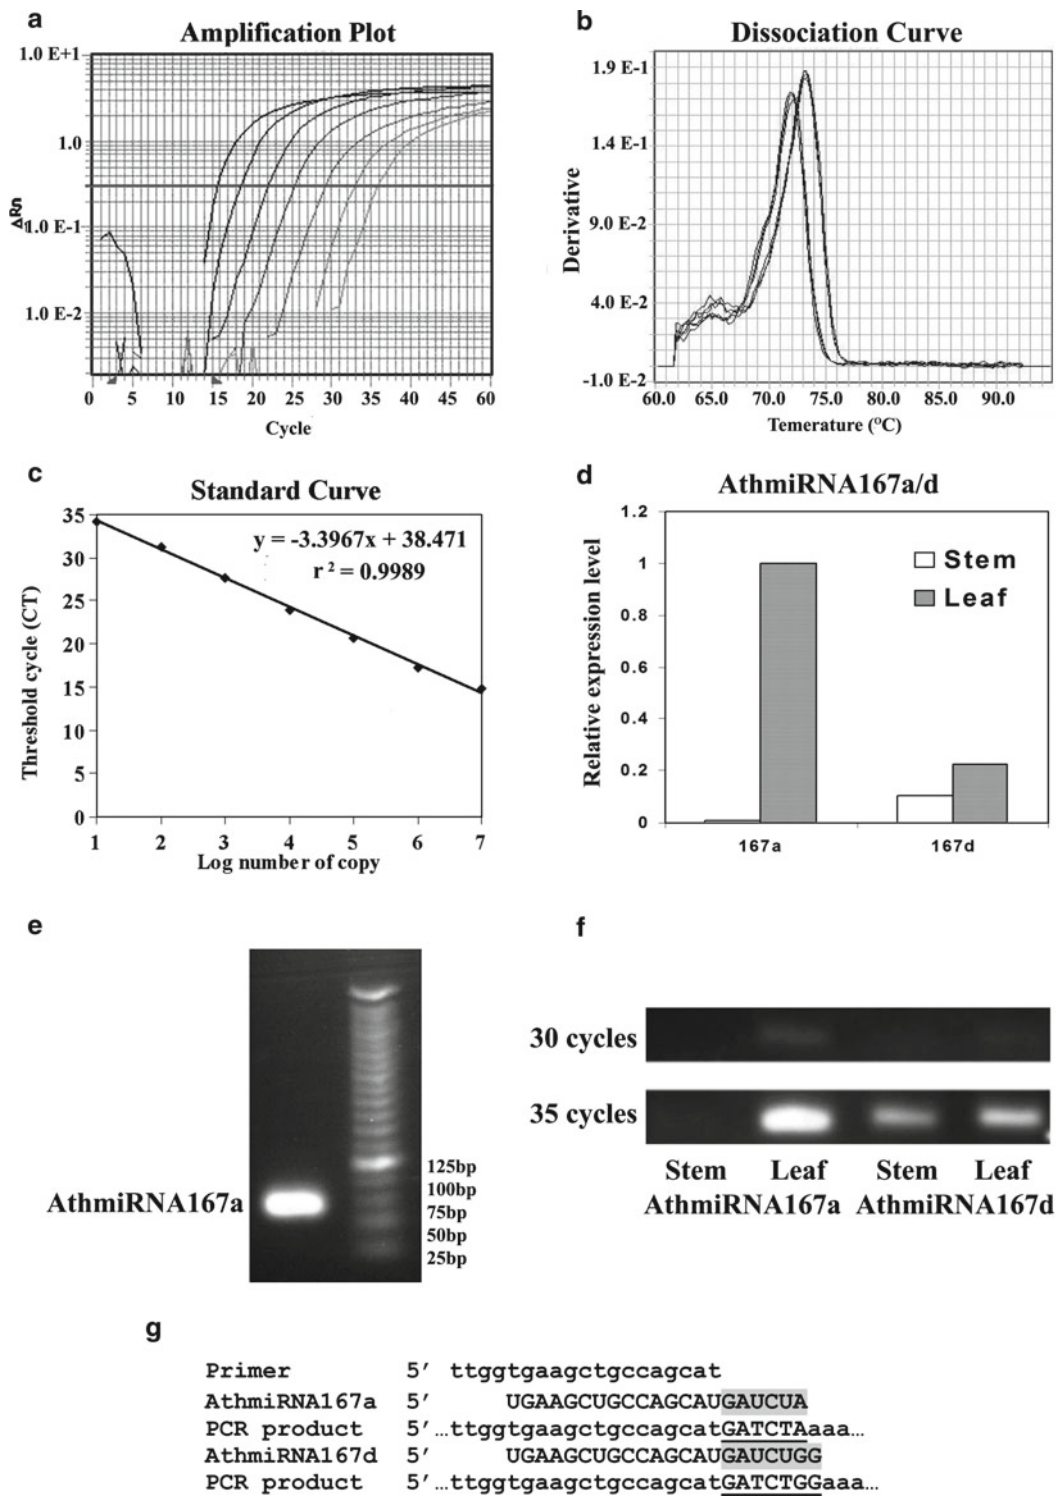 a
Amplification Plot
1.0 E+1
1.0
ΔRn
1.0 E-1
1.0 E-2
0 5 10 15 20 25 30 35 40 45 60
Cycle
b
Dissociation Curve
1.9 E-1
1.4 E-1
9.0 E-2
4.0 E-2
-1.0 E-2
Derivative
60.0 65.0 70.0 75.0 80.0 85.0 90.0
Temerature (°C)
c
Standard Curve
35
30
25
20
15
10
5
0
Threshold cycle (CT)
y = -3.3967x + 38.471
r² = 0.9989
1 2 3 4 5 6 7
Log number of copy
d
AthmiRNA167a/d
1.2
1
0.8
0.6
0.4
0.2
0
Relative expression level
Stem
Leaf
167a 167d
e
125bp
100bp
75bp
50bp
25bp
AthmiRNA167a
f
30 cycles
35 cycles
Stem Leaf Stem Leaf
AthmiRNA167a AthmiRNA167d
g
Primer 5′ ttggtgaagctgccagcat
AthmiRNA167a 5′ UGAAGCUGCCAGCAUGAUCUA
PCR product 5′…ttggtgaagctgccagcatGATCTAaaa…
AthmiRNA167d 5′ UGAAGCUGCCAGCAUGAUCUGG
PCR product 5′…ttggtgaagctgccagcatGATCTGGaaa…